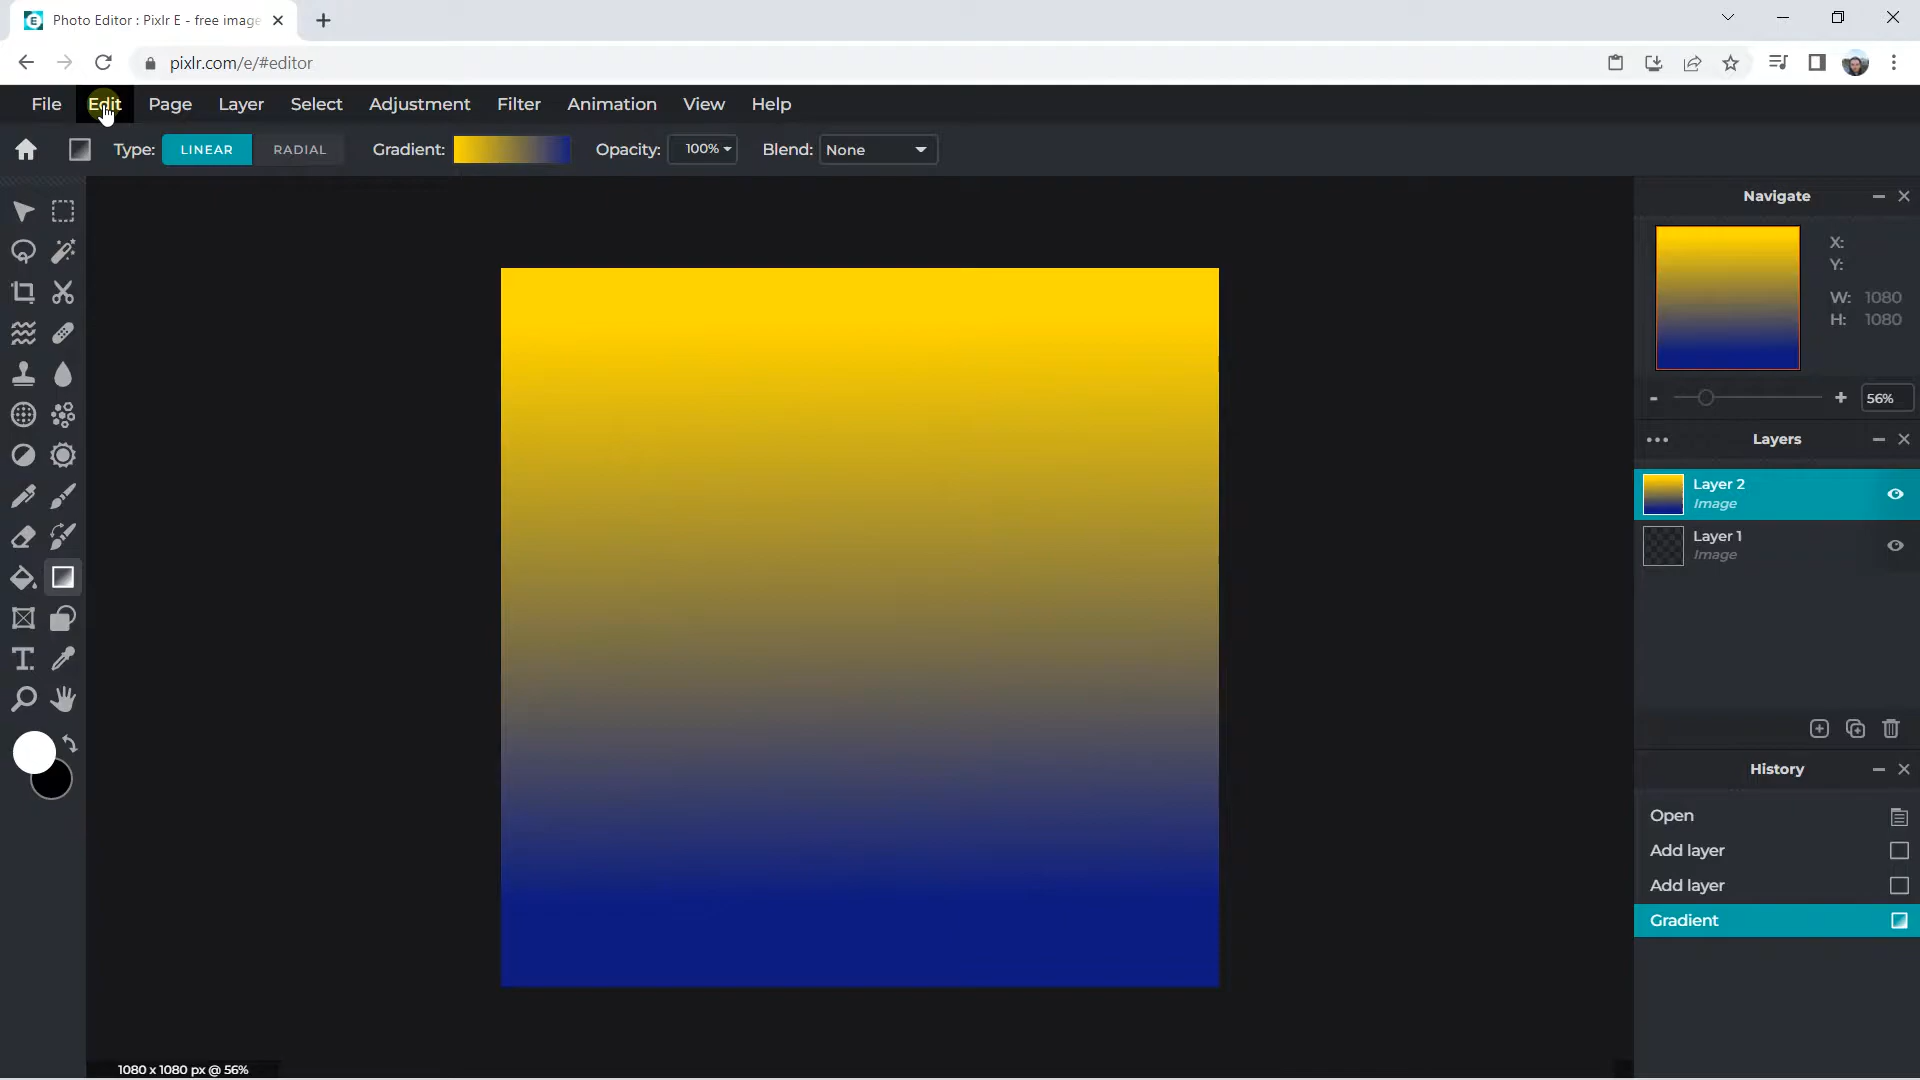 Photo Editor : Pixlr E - free image
pixlr.com/e/#editor
File Edit Page Layer Select Adjustment Filter Animation View Help
Type: LINEAR RADIAL Gradient: Opacity: 100% Blend: None
Navigate
X:
Y:
W: 1080
H: 1080
- + 56%
Layers
Layer 2
Image
Layer 1
Image
History
Open
Add layer
Add layer
Gradient
1080 x 1080 px @ 56%